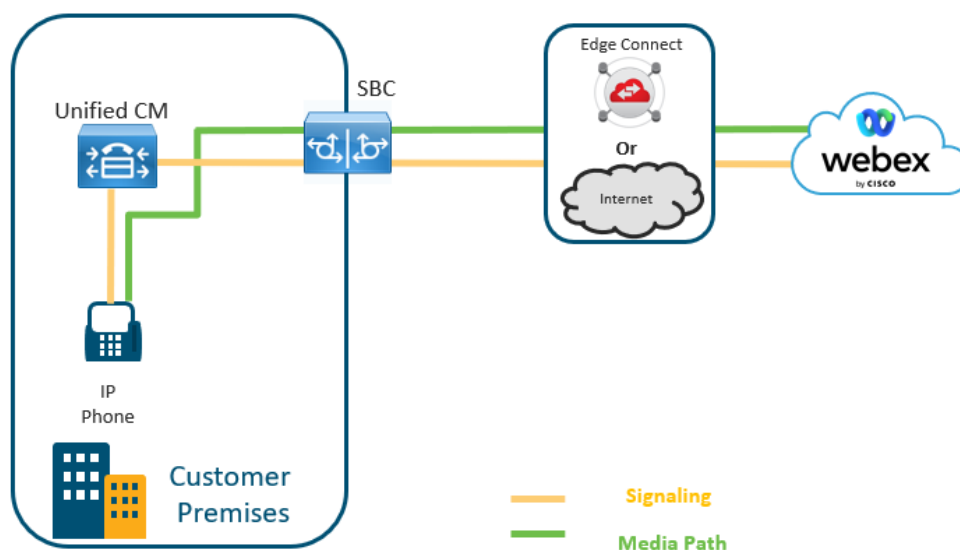 Edge Connect
SBC
Unified CM
Or
webex
by CISCO
Internet
IP
Phone
Customer
Premises
Signaling
Media Path